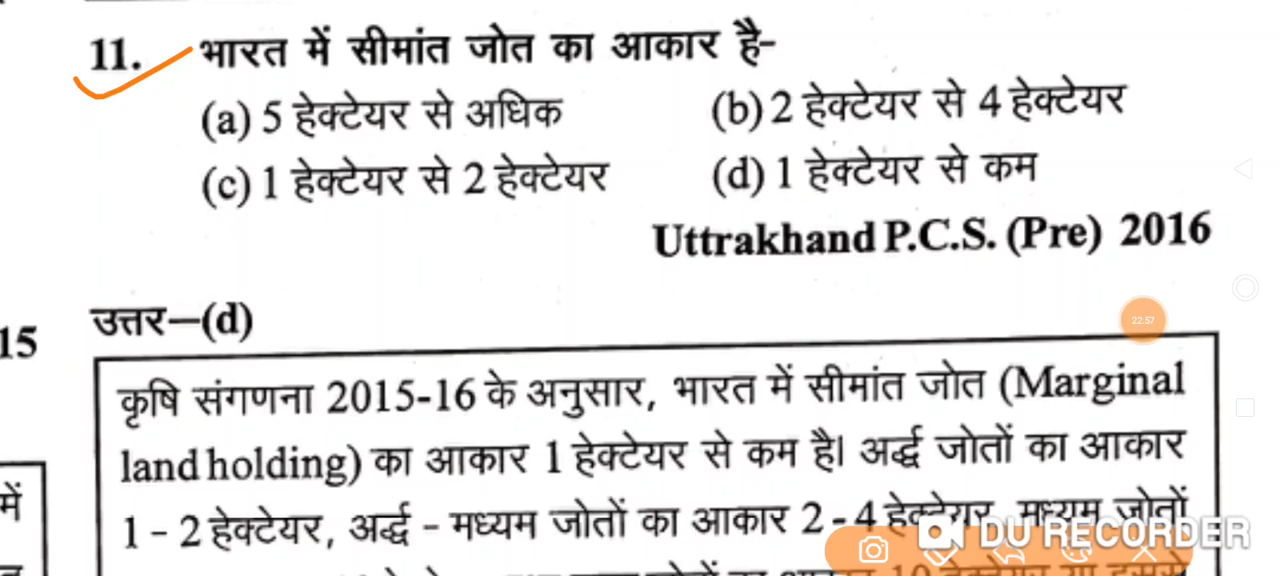 11. भारत में सीमांत जोत का आकार है-
(a) 5 हेक्टेयर से अधिक (b) 2 हेक्टेयर से 4 हेक्टेयर
(c) 1 हेक्टेयर से 2 हेक्टेयर (d) 1 हेक्टेयर से कम
Uttrakhand P.C.S. (Pre) 2016
22:57
15
उत्तर–(d)
कृषि संगणना 2015-16 के अनुसार, भारत में सीमांत जोत (Marginal
land holding) का आकार 1 हेक्टेयर से कम है। अर्द्ध जोतों का आकार
में
1 - 2 हेक्टेयर, अर्द्ध - मध्यम जोतों का आकार 2 - 4 हेक्टेयर, मध्यम जोतों
DU RECORDER